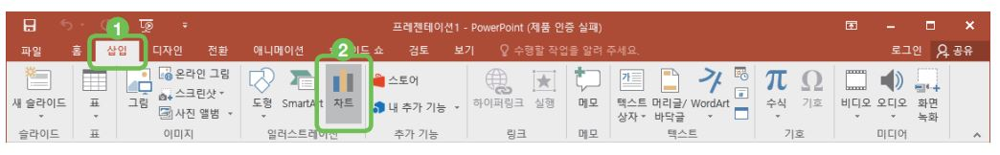 1
프레젠테이션1 - PowerPoint (제품 인증 실패)
파일 홈 삽입 디자인 전환 애니메이션 쇼 검토 보기 수행할 작업을 알려 주세요. 로그인 공유
2
새 슬라이드
표
그림
온라인 그림
스크린샷
사진 앨범
도형
SmartArt
차트
스토어
내 추가 기능
하이퍼링크
실행
메모
텍스트 상자
머리글/바닥글
WordArt
수식
기호
비디오
오디오
화면 녹화
슬라이드 표 이미지 일러스트레이션 추가 기능 링크 메모 텍스트 기호 미디어